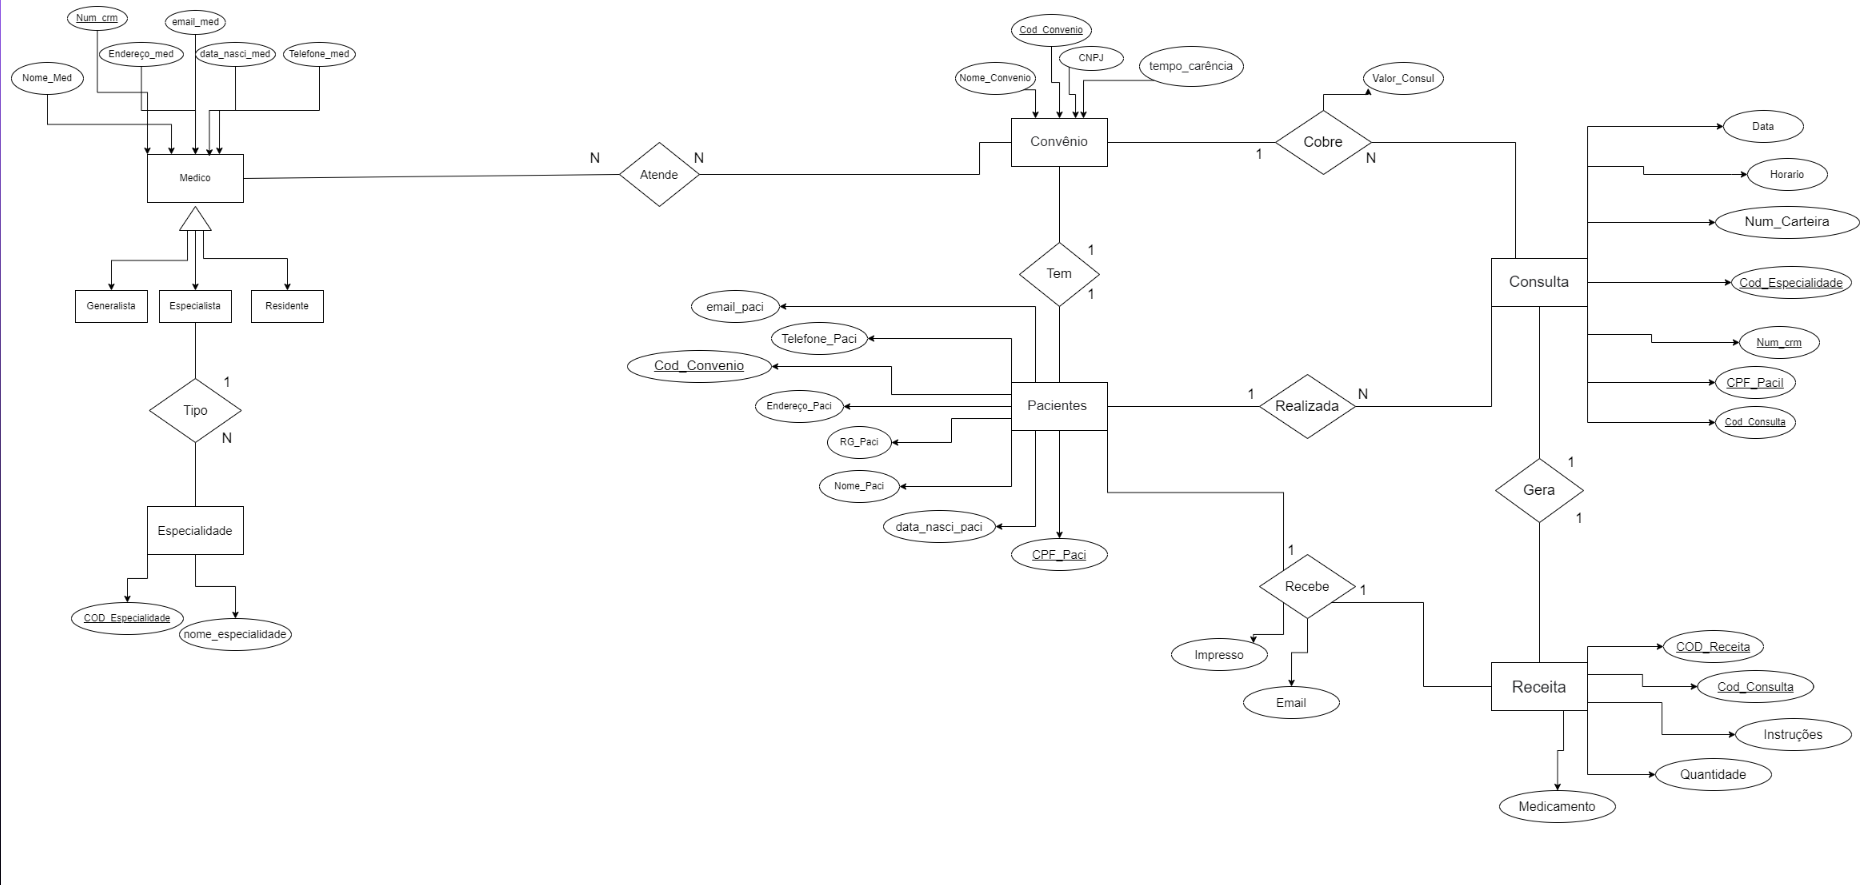 Num_crm
email_med
Endereço_med
data_nasci_med
Telefone_med
Nome_Med
Medico
Generalista
Especialista
Residente
1
Tipo
N
Especialidade
COD_Especialidade
nome_especialidade
N
Atende
N
Cod_Convenio
CNPJ
tempo_carência
Nome_Convenio
Convênio
1
Cobre
N
Valor_Consul
1
Tem
1
email_paci
Telefone_Paci
Cod_Convenio
Endereço_Paci
RG_Paci
Nome_Paci
data_nasci_paci
CPF_Paci
Pacientes
1
Realizada
N
Consulta
Data
Horario
Num_Carteira
Cod_Especialidade
Num_crm
CPF_Pacil
Cod_Consulta
1
Gera
1
1
Recebe
1
Impresso
Email
Receita
COD_Receita
Cod_Consulta
Instruções
Quantidade
Medicamento